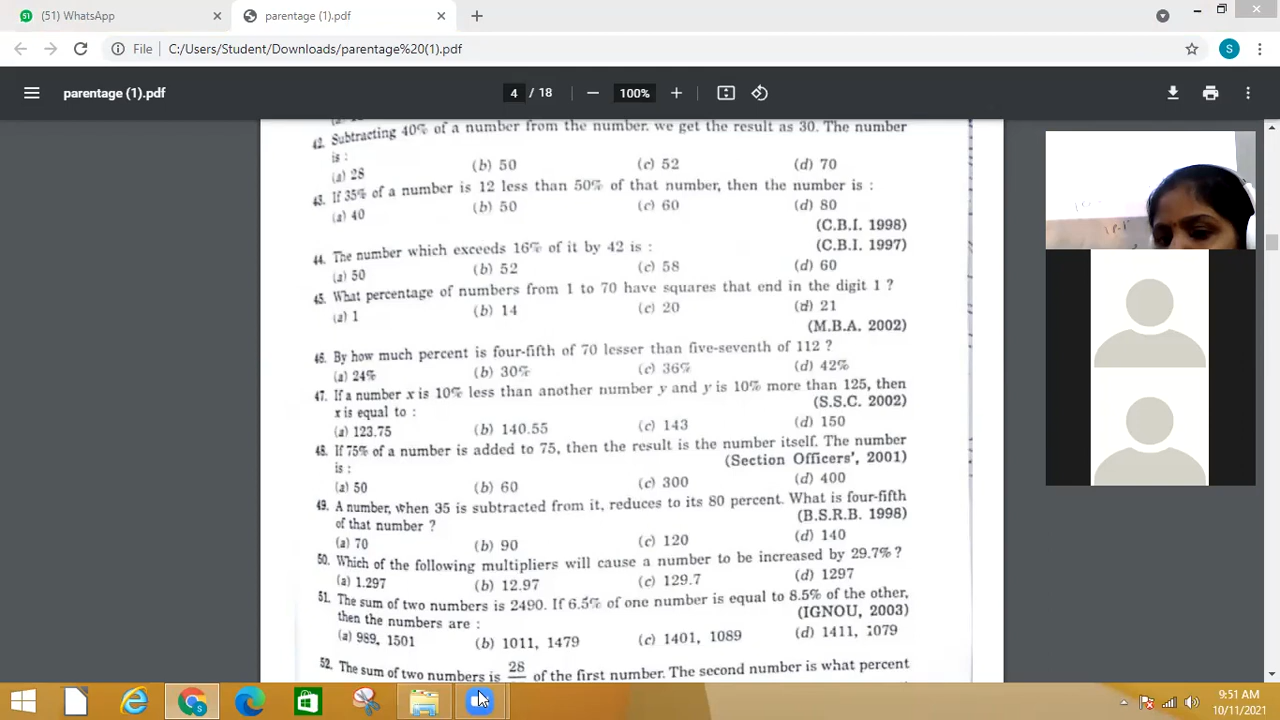 (51) WhatsApp
parentage (1).pdf
File
C:/Users/Student/Downloads/parentage%20(1).pdf
S
parentage (1).pdf
4 / 18
100%
42. Subtracting 40% of a number from the number. we get the result as 30. The number
is :
(a) 28 (b) 50 (c) 52 (d) 70
43. If 35% of a number is 12 less than 50% of that number, then the number is :
(a) 40 (b) 50 (c) 60 (d) 80
(C.B.I. 1998)
44. The number which exceeds 16% of it by 42 is : (C.B.I. 1997)
(a) 50 (b) 52 (c) 58 (d) 60
45. What percentage of numbers from 1 to 70 have squares that end in the digit 1 ?
(a) 1 (b) 14 (c) 20 (d) 21
(M.B.A. 2002)
46. By how much percent is four-fifth of 70 lesser than five-seventh of 112 ?
(a) 24% (b) 30% (c) 36% (d) 42%
47. If a number x is 10% less than another number y and y is 10% more than 125, then
x is equal to : (S.S.C. 2002)
(a) 123.75 (b) 140.55 (c) 143 (d) 150
48. If 75% of a number is added to 75, then the result is the number itself. The number
is : (Section Officers', 2001)
(a) 50 (b) 60 (c) 300 (d) 400
49. A number, when 35 is subtracted from it, reduces to its 80 percent. What is four-fifth
of that number ? (B.S.R.B. 1998)
(a) 70 (b) 90 (c) 120 (d) 140
50. Which of the following multipliers will cause a number to be increased by 29.7% ?
(a) 1.297 (b) 12.97 (c) 129.7 (d) 1297
51. The sum of two numbers is 2490. If 6.5% of one number is equal to 8.5% of the other,
then the numbers are : (IGNOU, 2003)
(a) 989, 1501 (b) 1011, 1479 (c) 1401, 1089 (d) 1411, 1079
52. The sum of two numbers is 28 of the first number. The second number is what percent
9:51 AM
10/11/2021